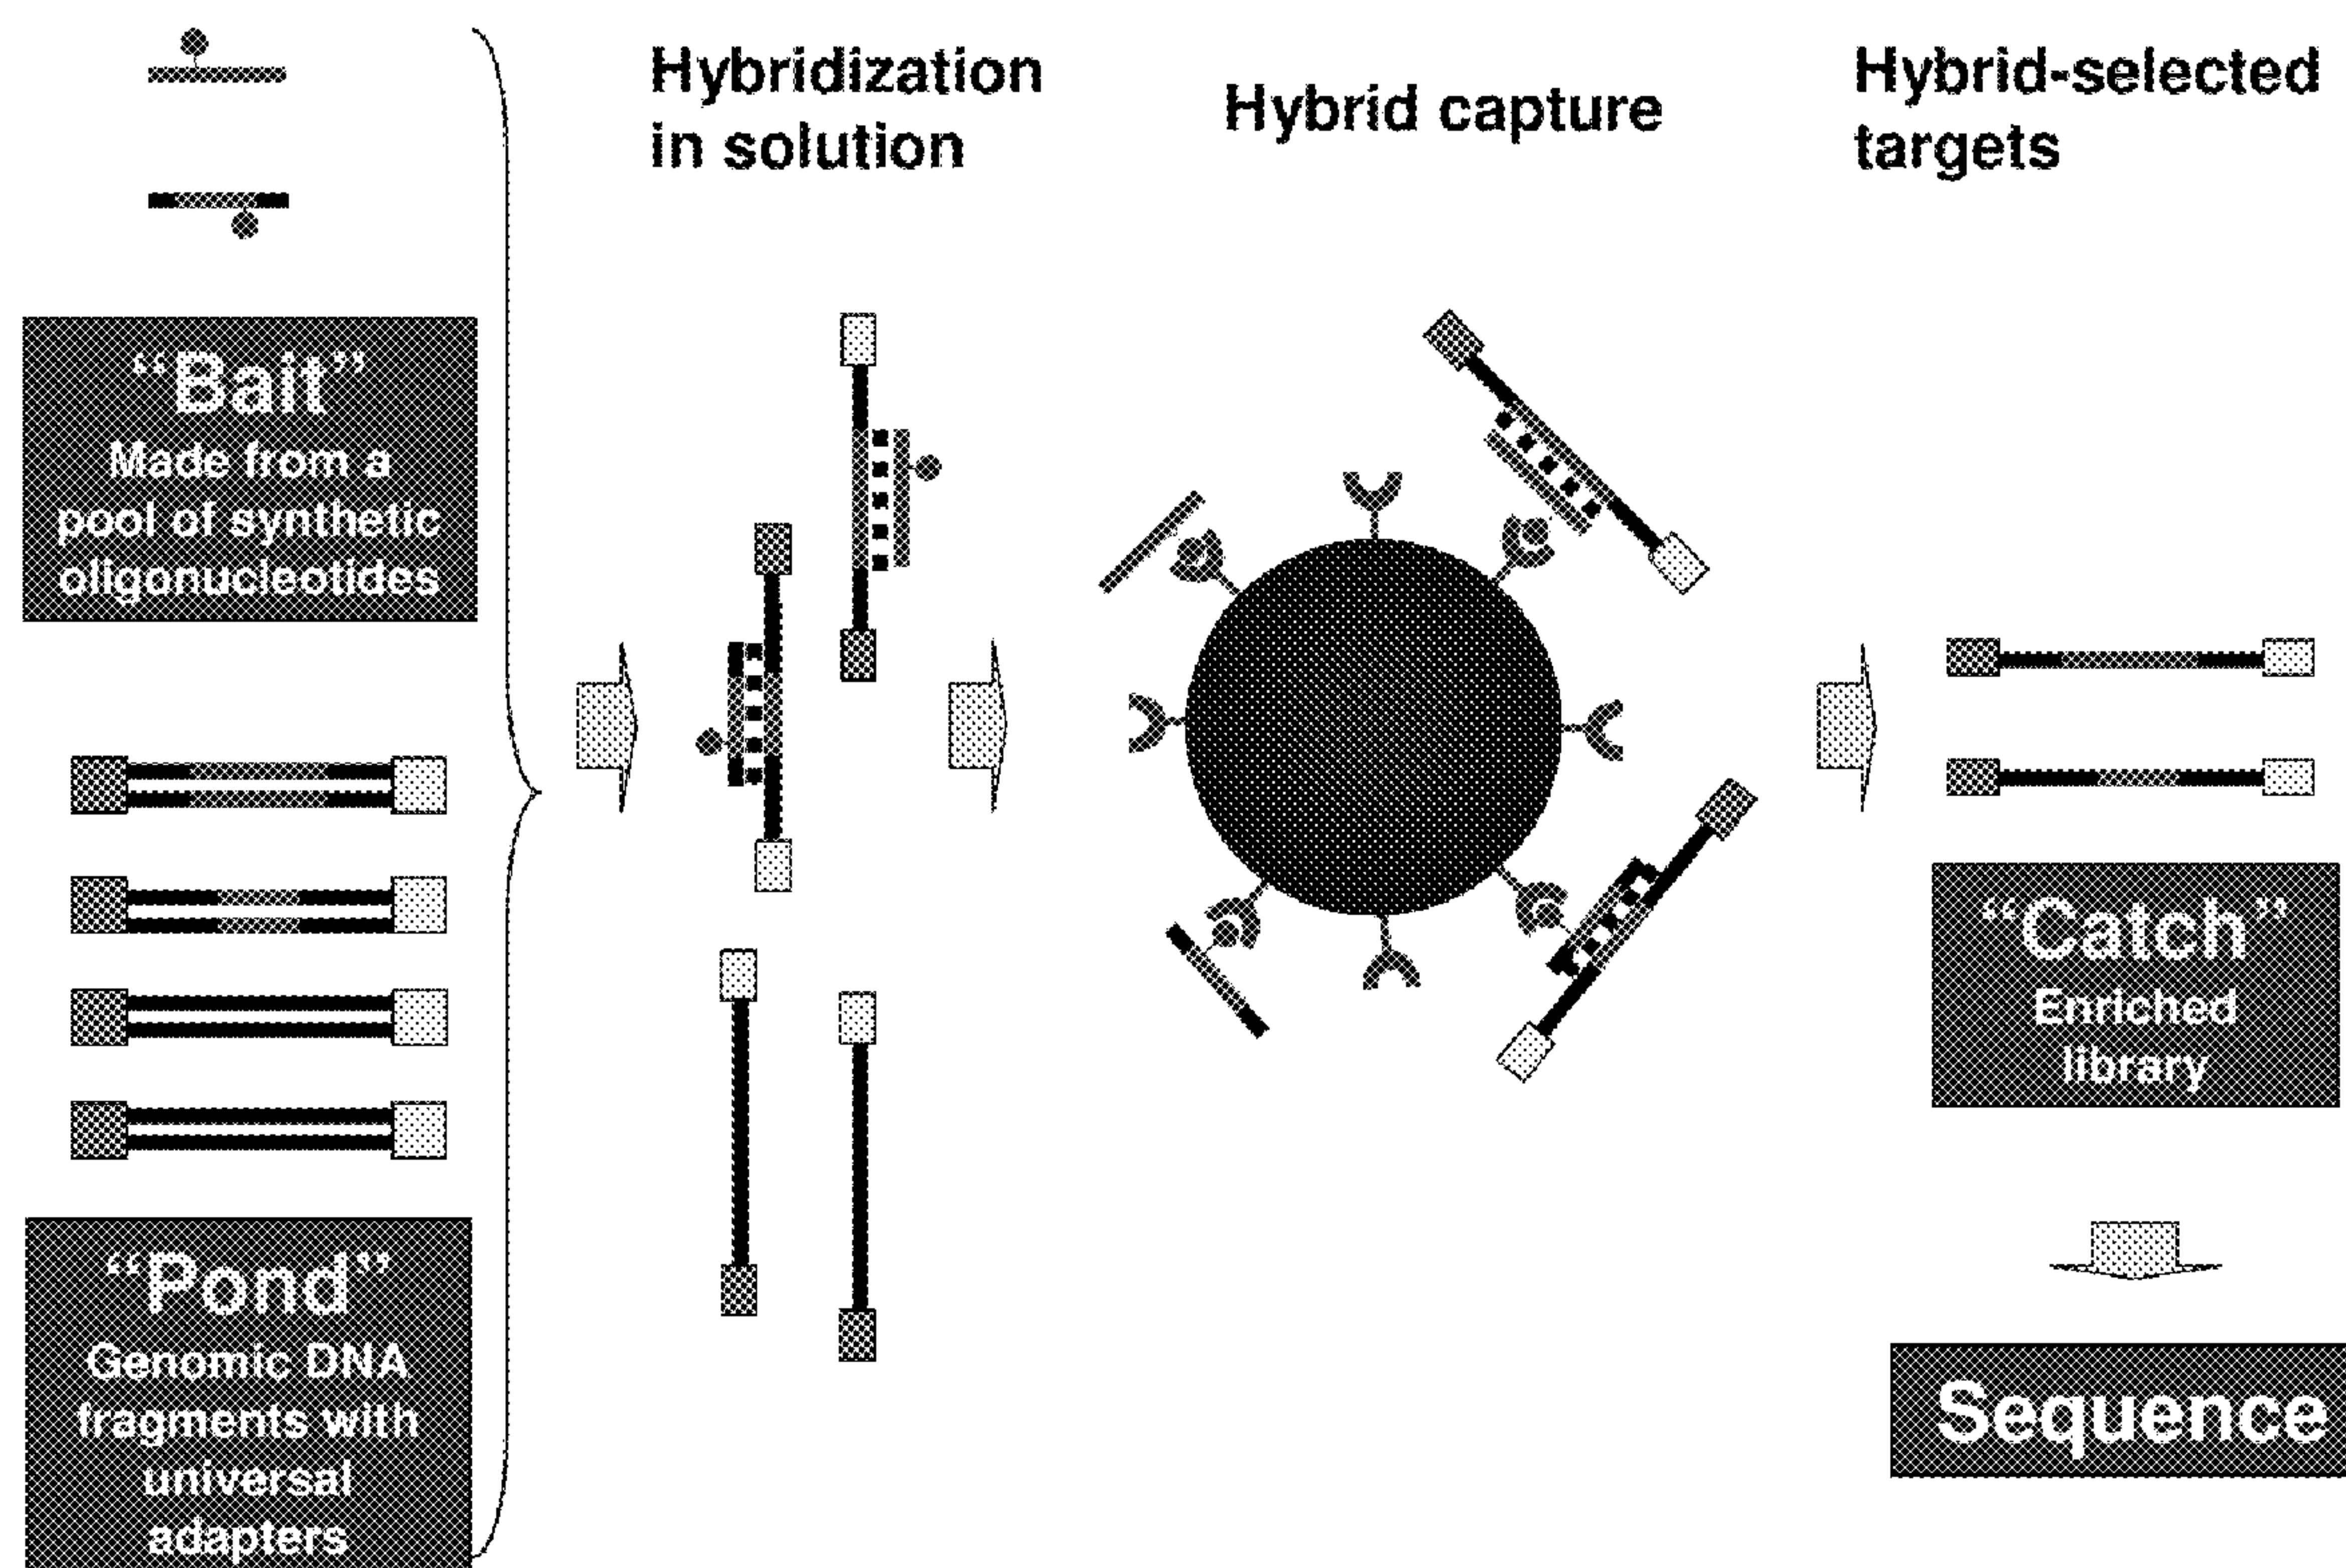 Hybridization
in solution
Hybrid capture
Hybrid-selected
targets
“Bait”
Made from a
pool of synthetic
oligonucleotides
“Pond”
Genomic DNA
fragments with
universal
adapters
“Catch”
Enriched
library
Sequence